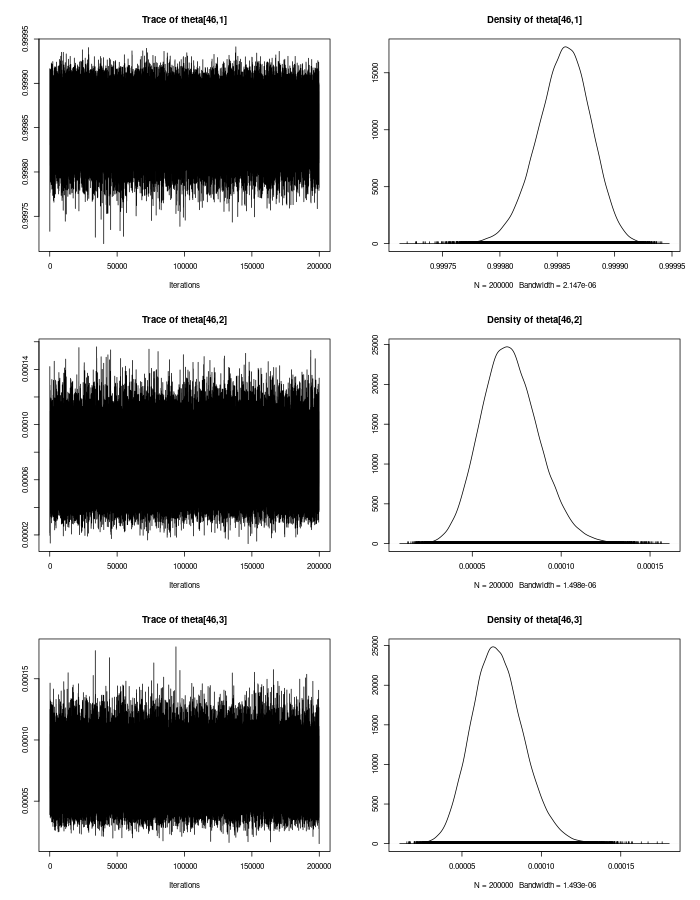 Trace of theta[46,1]
0.99975 0.99980 0.99985 0.99990 0.99995
0 50000 100000 150000 200000
Iterations
Density of theta[46,1]
0 5000 10000 15000
0.99975 0.99980 0.99985 0.99990 0.99995
N = 200000 Bandwidth = 2.147e-06
Trace of theta[46,2]
0.00002 0.00006 0.00010 0.00014
0 50000 100000 150000 200000
Iterations
Density of theta[46,2]
0 5000 10000 15000 20000 25000
0.00005 0.00010 0.00015
N = 200000 Bandwidth = 1.498e-06
Trace of theta[46,3]
0.00005 0.00010 0.00015
0 50000 100000 150000 200000
Iterations
Density of theta[46,3]
0 5000 10000 15000 20000 25000
0.00005 0.00010 0.00015
N = 200000 Bandwidth = 1.493e-06